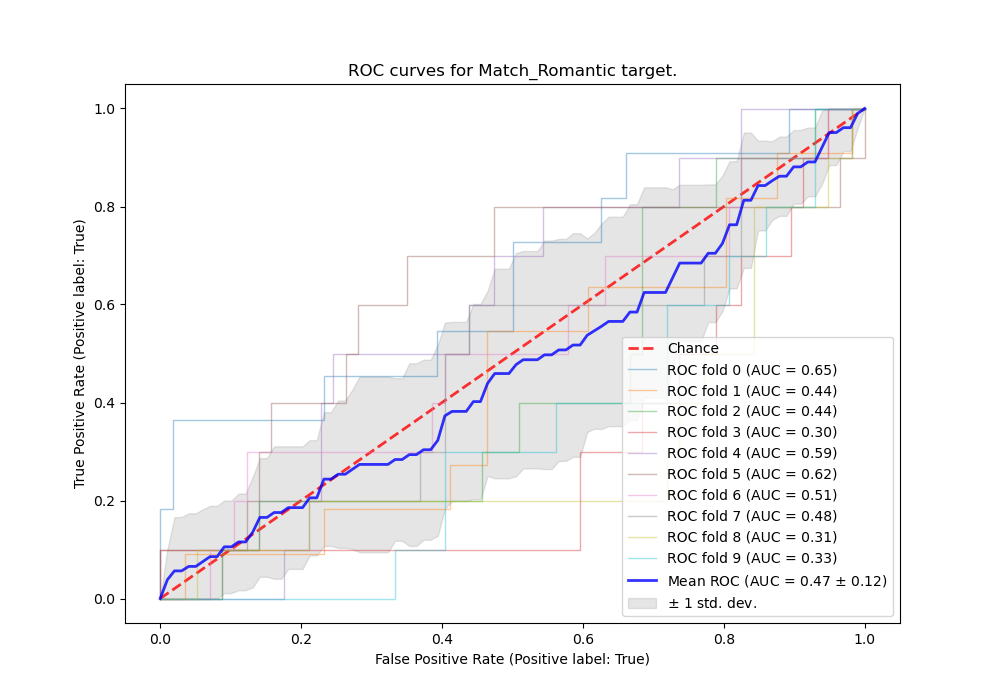 ROC curves for Match_Romantic target.
True Positive Rate (Positive label: True)
1.0
0.8
0.6
0.4
0.2
0.0
0.0
0.2
0.4
0.6
0.8
1.0
False Positive Rate (Positive label: True)
Chance
ROC fold 0 (AUC = 0.65)
ROC fold 1 (AUC = 0.44)
ROC fold 2 (AUC = 0.44)
ROC fold 3 (AUC = 0.30)
ROC fold 4 (AUC = 0.59)
ROC fold 5 (AUC = 0.62)
ROC fold 6 (AUC = 0.51)
ROC fold 7 (AUC = 0.48)
ROC fold 8 (AUC = 0.31)
ROC fold 9 (AUC = 0.33)
Mean ROC (AUC = 0.47 ± 0.12)
± 1 std. dev.